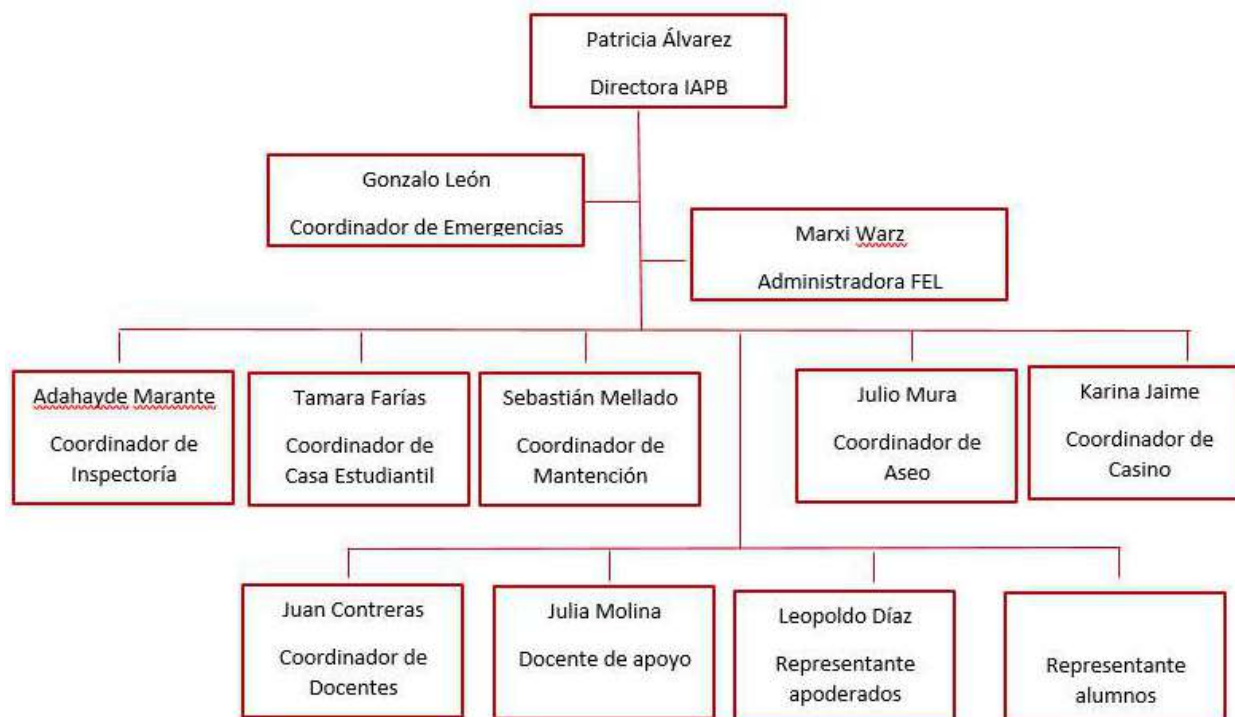 Patricia Álvarez
Directora IAPB
Gonzalo León
Coordinador de Emergencias
Marxi Warz
Administradora FEL
Adahayde Marante
Coordinador de
Inspectoría
Tamara Farías
Coordinador de
Casa Estudiantil
Sebastián Mellado
Coordinador de
Mantención
Julio Mura
Coordinador de
Aseo
Karina Jaime
Coordinador de
Casino
Juan Contreras
Coordinador de
Docentes
Julia Molina
Docente de apoyo
Leopoldo Díaz
Representante
apoderados
Representante
alumnos